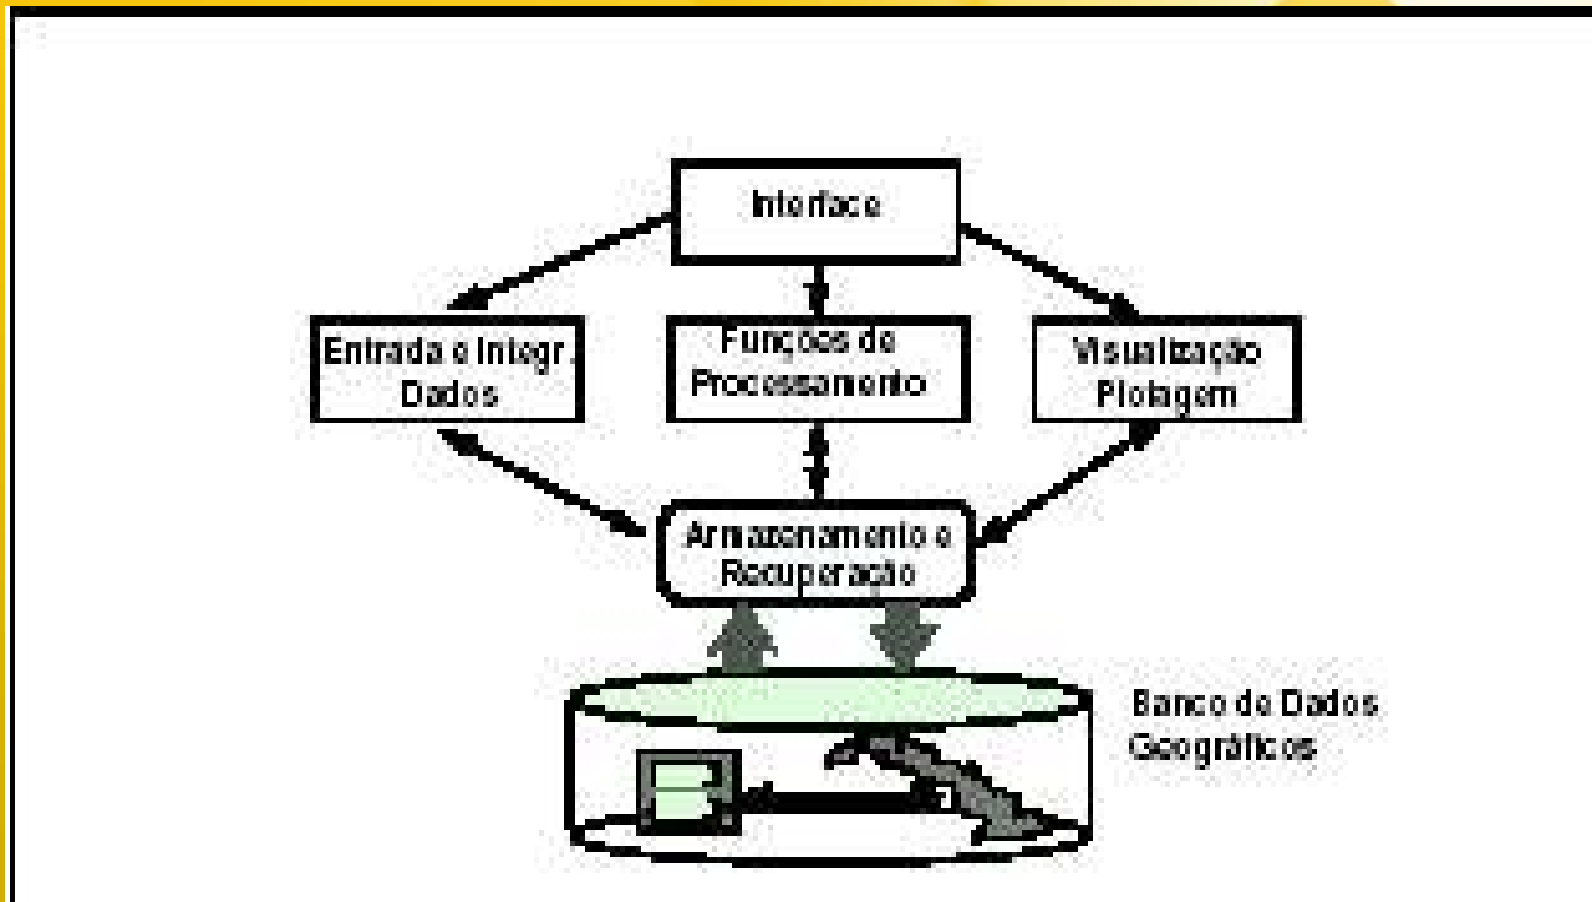 Interface
Entrada e Integr.
Dados
Funções de
Processamento
Visualização
Plotagem
Armazenamento e
Recuperação
Banco de Dados
Geográficos